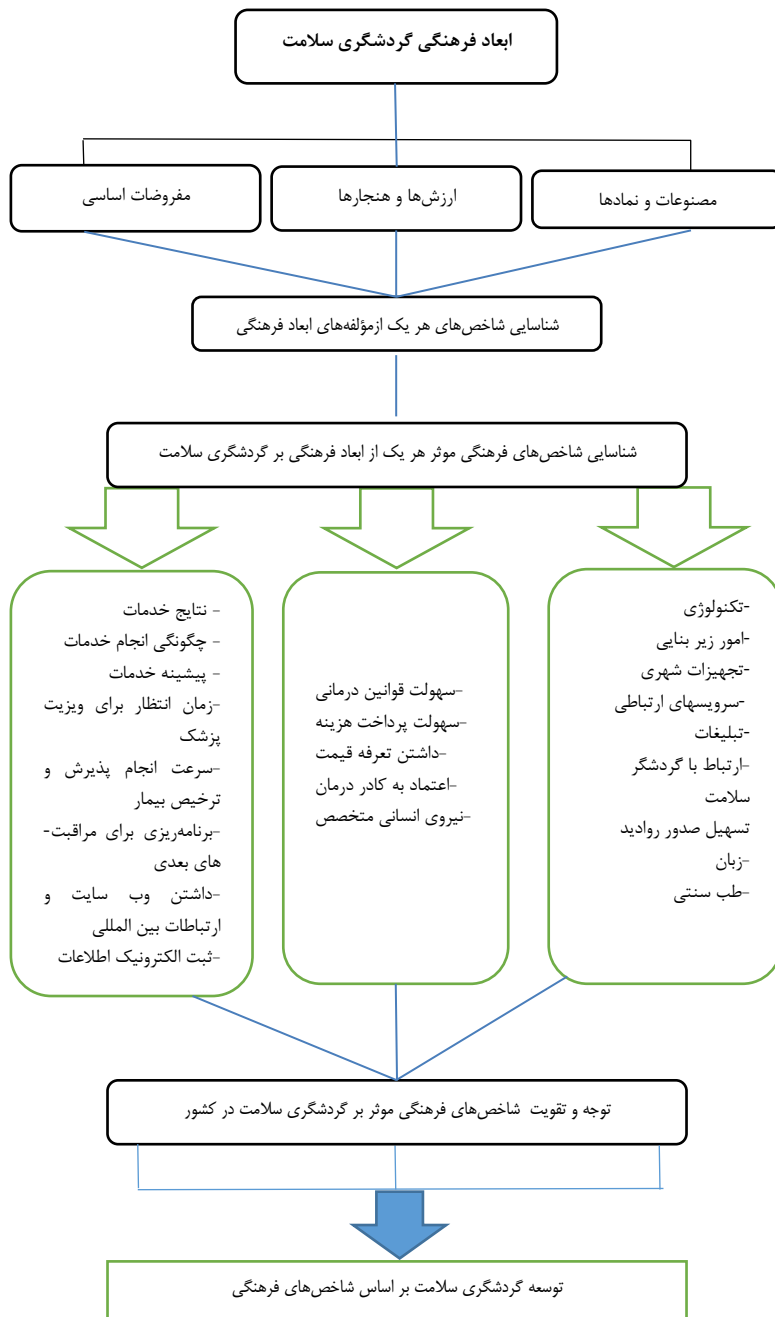 ابعاد فرهنگی گردشگری سلامت
مصنوعات و نمادها
ارزش‌ها و هنجارها
مفروضات اساسی
شناسایی شاخص‌های هر یک ازمؤلفه‌های ابعاد فرهنگی
شناسایی شاخص‌های فرهنگی موثر هر یک از ابعاد فرهنگی بر گردشگری سلامت
-تکنولوژی
-امور زیر بنایی
-تجهیزات شهری
-سرویسهای ارتباطی
-تبلیغات
-ارتباط با گردشگر
سلامت
تسهیل صدور روادید
-زبان
-طب سنتی
-سهولت قوانین درمانی
-سهولت پرداخت هزینه
-داشتن تعرفه قیمت
-اعتماد به کادر درمان
-نیروی انسانی متخصص
- نتایج خدمات
- چگونگی انجام خدمات
- پیشینه خدمات
-زمان انتظار برای ویزیت
پزشک
-سرعت انجام پذیرش و
ترخیص بیمار
-برنامه‌ریزی برای مراقبت-
های بعدی
-داشتن وب سایت و
ارتباطات بین المللی
-ثبت الکترونیک اطلاعات
توجه و تقویت شاخص‌های فرهنگی موثر بر گردشگری سلامت در کشور
توسعه گردشگری سلامت بر اساس شاخص‌های فرهنگی